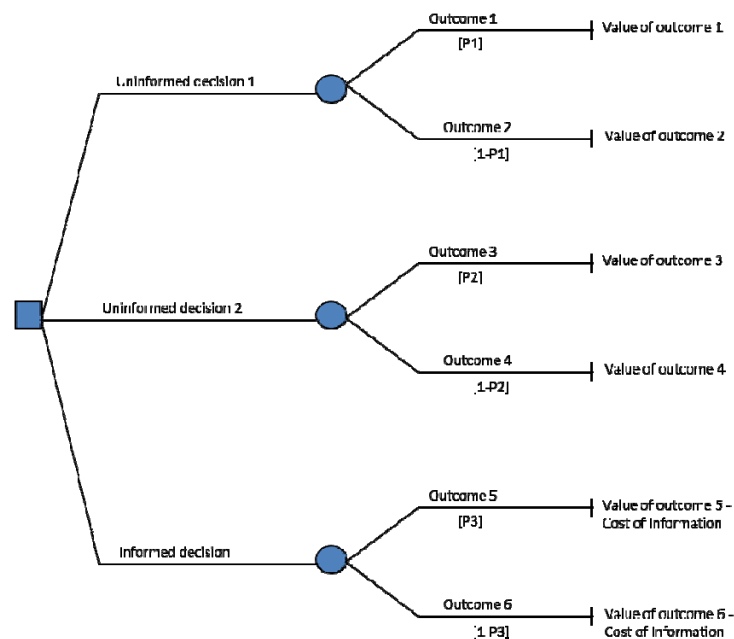 Outcome 1
[P1]
Value of outcome 1
Uninformed decision 1
Outcome 2
[1-P1]
Value of outcome 2
Outcome 3
[P2]
Value of outcome 3
Uninformed decision 2
Outcome 4
[1-P2]
Value of outcome 4
Outcome 5
[P3]
Value of outcome 5 -
Cost of Information
Informed decision
Outcome 6
[1 P3]
Value of outcome 6 -
Cost of Information